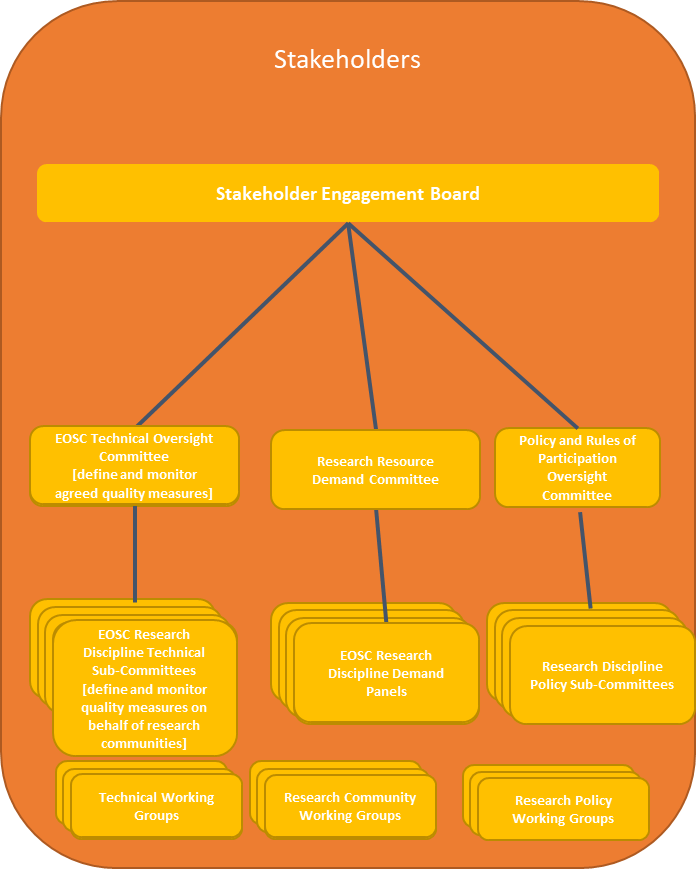 Stakeholders
Stakeholder Engagement Board
EOSC Technical Oversight
Committee
[define and monitor
agreed quality measures]
Research Resource
Demand Committee
Policy and Rules of
Participation
Oversight
Committee
EOSC Research
Discipline Technical
Sub-Committees
[define and monitor
quality measures on
behalf of research
communities]
EOSC Research
Discipline Demand
Panels
Research Discipline
Policy Sub-Committees
Technical Working
Groups
Research Community
Working Groups
Research Policy
Working Groups